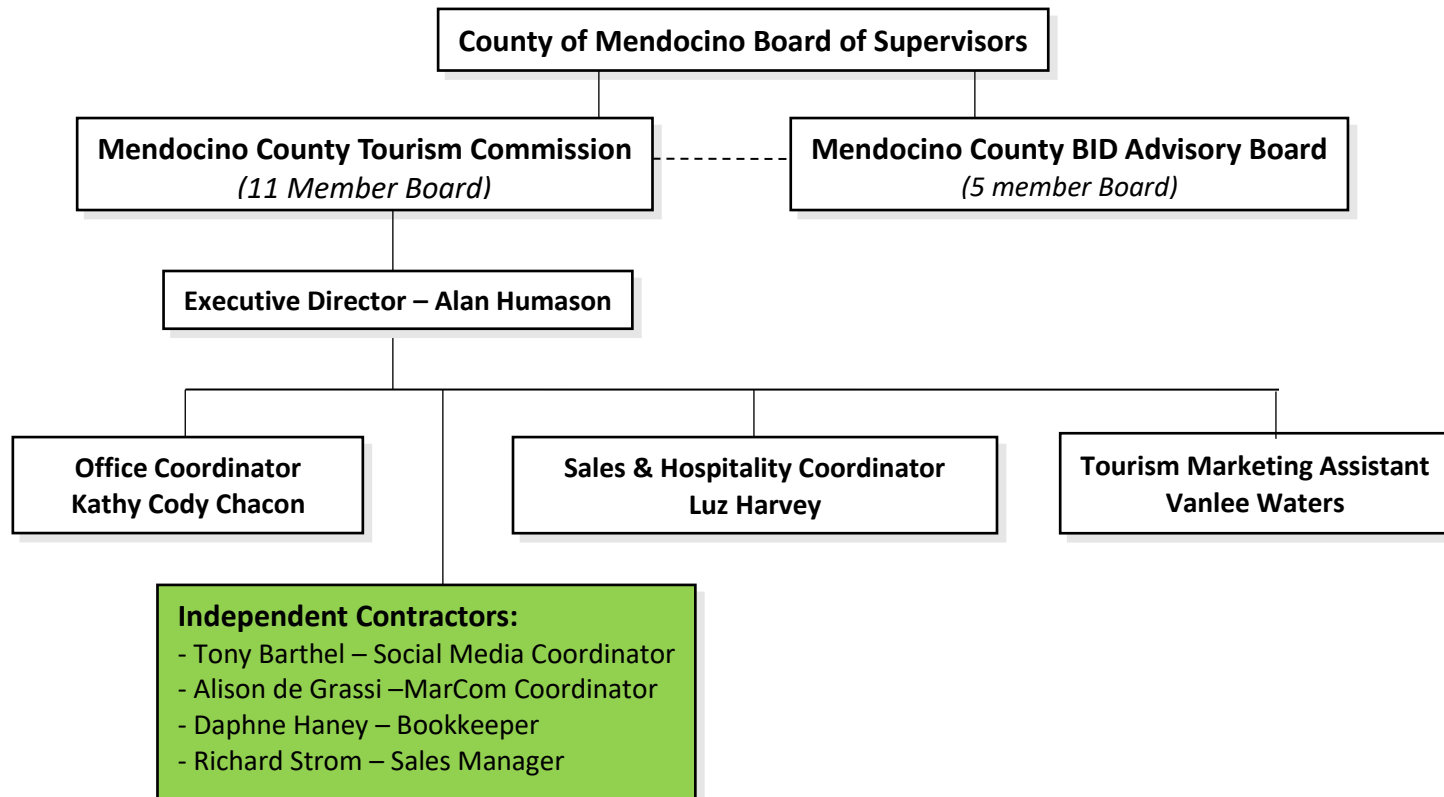 County of Mendocino Board of Supervisors
Mendocino County Tourism Commission
(11 Member Board)
Mendocino County BID Advisory Board
(5 member Board)
Executive Director – Alan Humason
Office Coordinator
Kathy Cody Chacon
Sales & Hospitality Coordinator
Luz Harvey
Tourism Marketing Assistant
Vanlee Waters
Independent Contractors:
- Tony Barthel – Social Media Coordinator
- Alison de Grassi –MarCom Coordinator
- Daphne Haney – Bookkeeper
- Richard Strom – Sales Manager